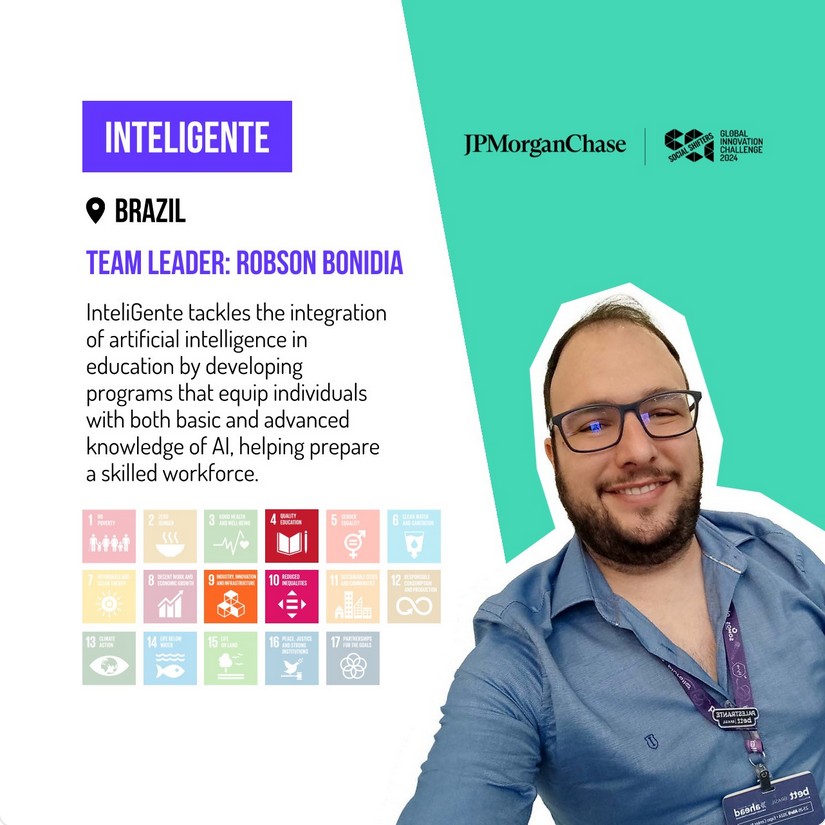 INTELIGENTE
BRAZIL
TEAM LEADER: ROBSON BONIDIA
InteliGente tackles the integration
of artificial intelligence in
education by developing
programs that equip individuals
with both basic and advanced
knowledge of AI, helping prepare
a skilled workforce.
JPMorganChase
SOCIAL SHIFTERS
GLOBAL
INNOVATION
CHALLENGE
2024
1 NO
POVERTY
2 ZERO
HUNGER
3 GOOD HEALTH
AND WELL-BEING
4 QUALITY
EDUCATION
5 GENDER
EQUALITY
6 CLEAN WATER
AND SANITATION
7 AFFORDABLE AND
CLEAN ENERGY
8 DECENT WORK AND
ECONOMIC GROWTH
9 INDUSTRY, INNOVATION
AND INFRASTRUCTURE
10 REDUCED
INEQUALITIES
11 SUSTAINABLE CITIES
AND COMMUNITIES
12 RESPONSIBLE
CONSUMPTION
AND PRODUCTION
13 CLIMATE
ACTION
14 LIFE BELOW
WATER
15 LIFE
ON LAND
16 PEACE, JUSTICE
AND STRONG
INSTITUTIONS
17 PARTNERSHIPS
FOR THE GOALS
PALESTRANTE
bett
bett
ahead